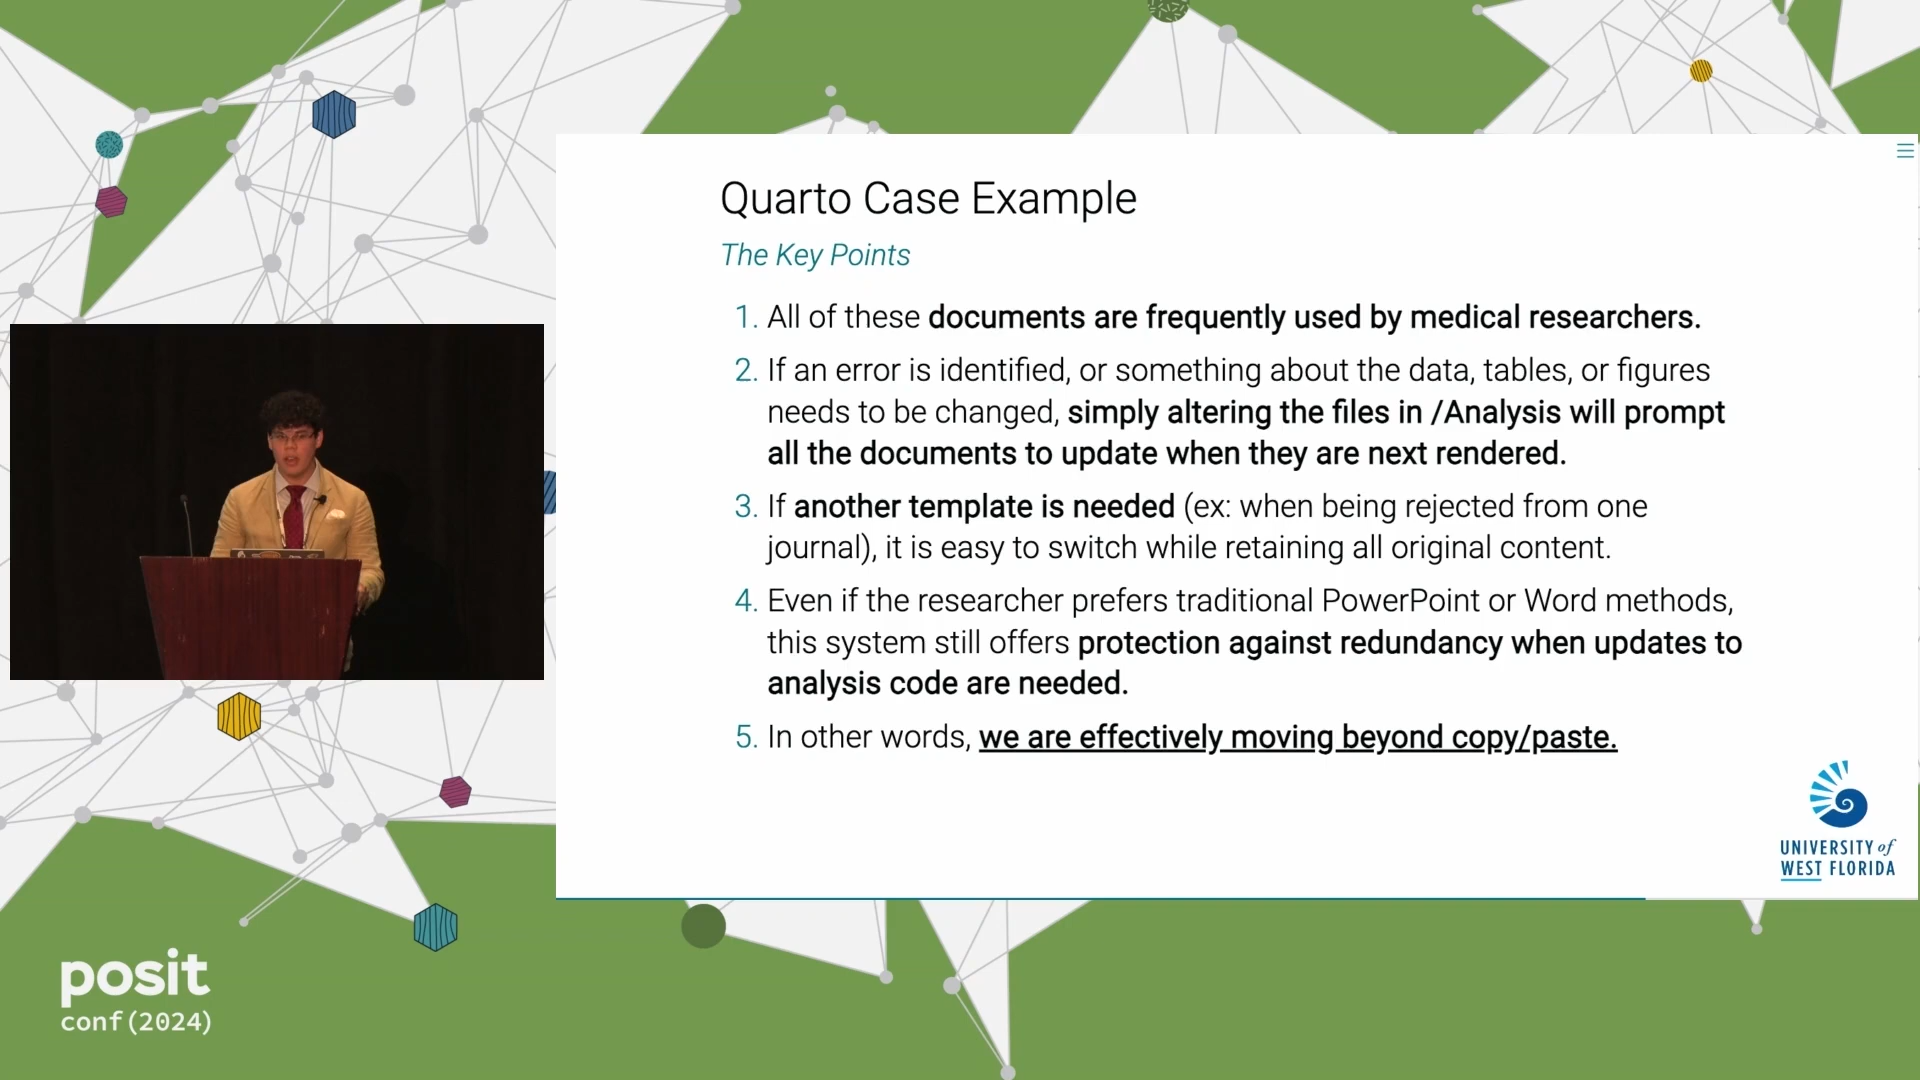 Quarto Case Example
The Key Points
1. All of these documents are frequently used by medical researchers.
2. If an error is identified, or something about the data, tables, or figures
needs to be changed, simply altering the files in /Analysis will prompt
all the documents to update when they are next rendered.
3. If another template is needed (ex: when being rejected from one
journal), it is easy to switch while retaining all original content.
4. Even if the researcher prefers traditional PowerPoint or Word methods,
this system still offers protection against redundancy when updates to
analysis code are needed.
5. In other words, we are effectively moving beyond copy/paste.
UNIVERSITY of
WEST FLORIDA
posit
conf(2024)